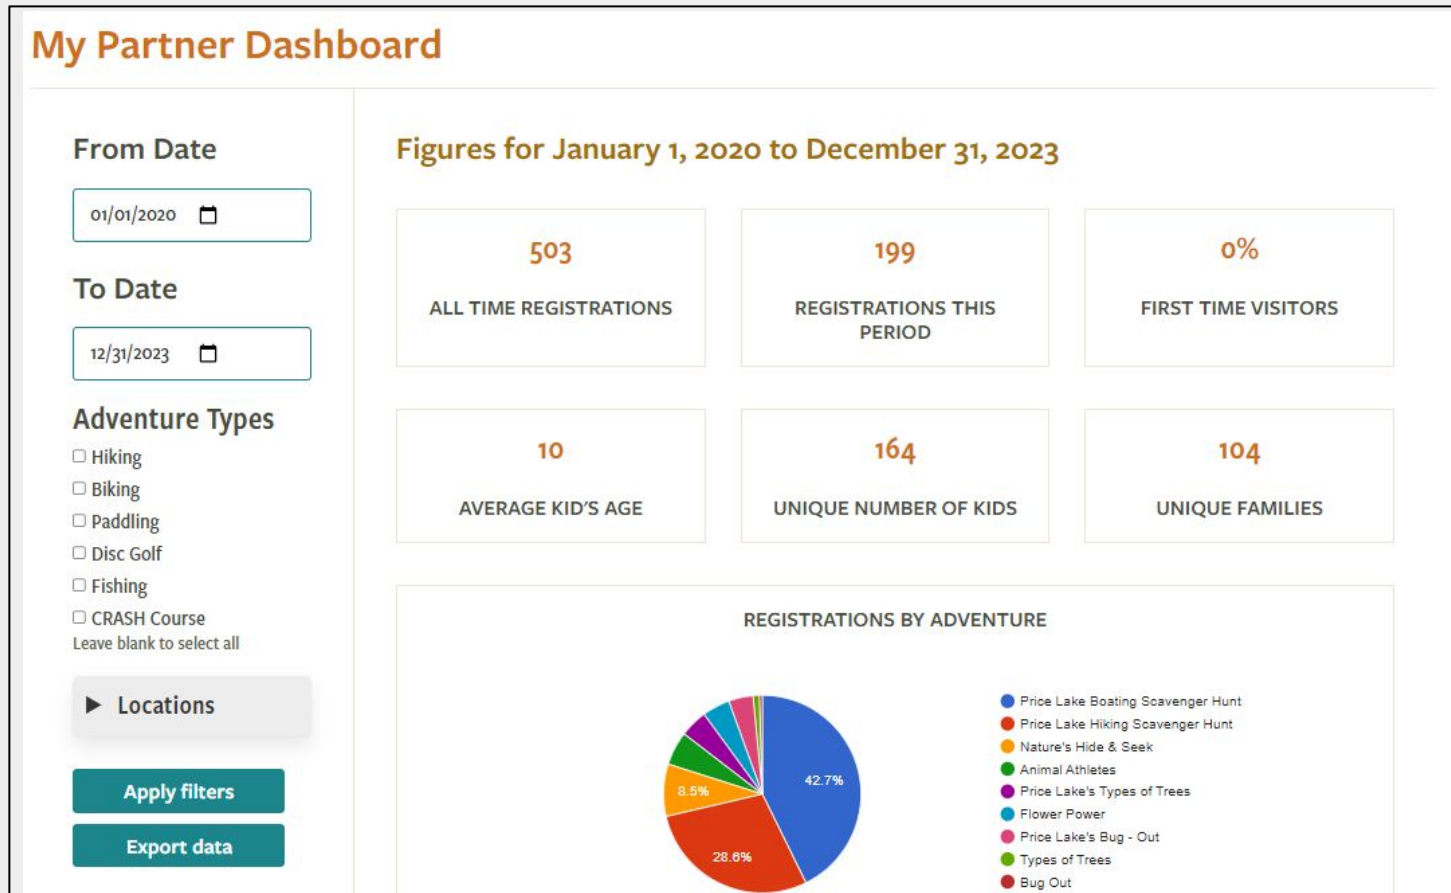 My Partner Dashboard
From Date
01/01/2020
To Date
12/31/2023
Adventure Types
Hiking
Biking
Paddling
Disc Golf
Fishing
CRASH Course
Leave blank to select all
Locations
Apply filters
Export data
Figures for January 1, 2020 to December 31, 2023
503
ALL TIME REGISTRATIONS
199
REGISTRATIONS THIS
PERIOD
0%
FIRST TIME VISITORS
10
AVERAGE KID'S AGE
164
UNIQUE NUMBER OF KIDS
104
UNIQUE FAMILIES
REGISTRATIONS BY ADVENTURE
42.7%
8.5%
28.6%
Price Lake Boating Scavenger Hunt
Price Lake Hiking Scavenger Hunt
Nature's Hide & Seek
Animal Athletes
Price Lake's Types of Trees
Flower Power
Price Lake's Bug - Out
Types of Trees
Bug Out